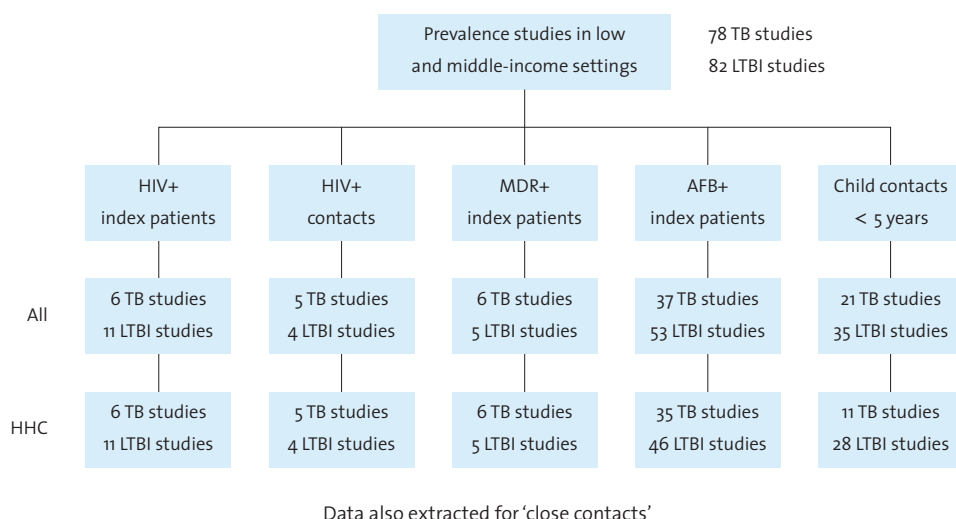 Prevalence studies in low
and middle-income settings
78 TB studies
82 LTBI studies
HIV+
index patients
HIV+
contacts
MDR+
index patients
AFB+
index patients
Child contacts
< 5 years
All
6 TB studies
11 LTBI studies
5 TB studies
4 LTBI studies
6 TB studies
5 LTBI studies
37 TB studies
53 LTBI studies
21 TB studies
35 LTBI studies
HHC
6 TB studies
11 LTBI studies
5 TB studies
4 LTBI studies
6 TB studies
5 LTBI studies
35 TB studies
46 LTBI studies
11 TB studies
28 LTBI studies
Data also extracted for ‘close contacts’